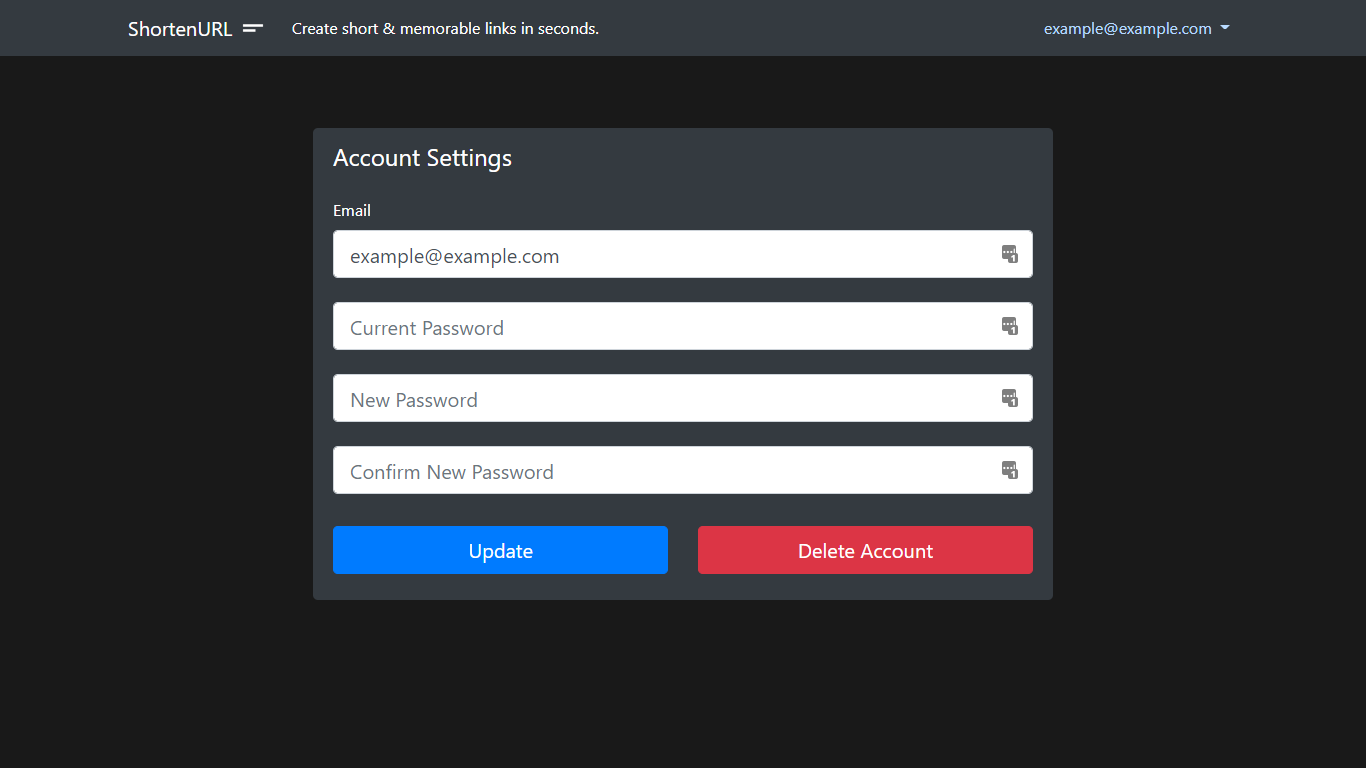 ShortenURL Create short & memorable links in seconds. example@example.com
Account Settings
Email
example@example.com
Current Password
New Password
Confirm New Password
Update Delete Account